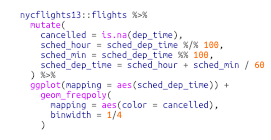 nycflights13::flights %>%
mutate(
cancelled = is.na(dep_time),
sched_hour = sched_dep_time %/% 100,
sched_min = sched_dep_time %% 100,
sched_dep_time = sched_hour + sched_min / 60
) %>%
ggplot(mapping = aes(sched_dep_time)) +
geom_freqpoly(
mapping = aes(color = cancelled),
binwidth = 1/4
)